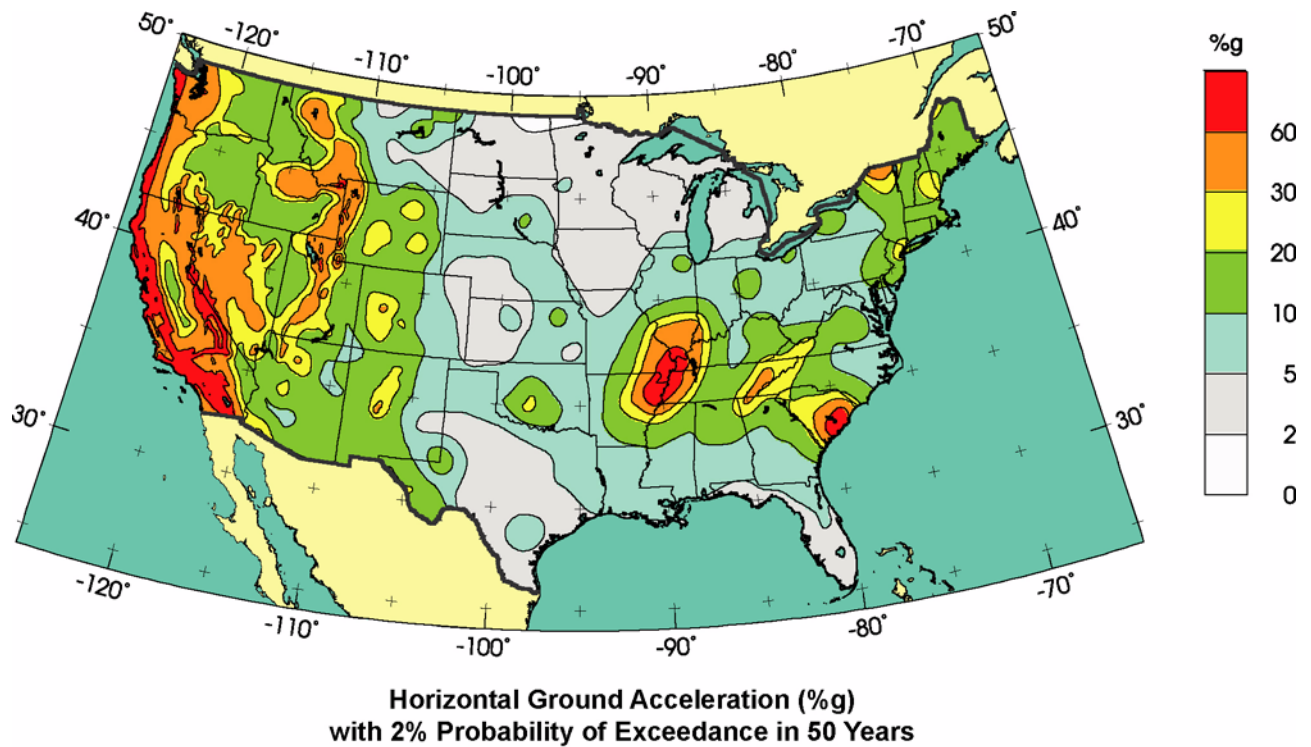 50° -120° -110° -100° -90° -80° -70° 50°
%g
60
30
20
10
5
2
0
40° 40°
30° 30°
-120° -110° -100° -90° -80° -70°
Horizontal Ground Acceleration (%g)
with 2% Probability of Exceedance in 50 Years